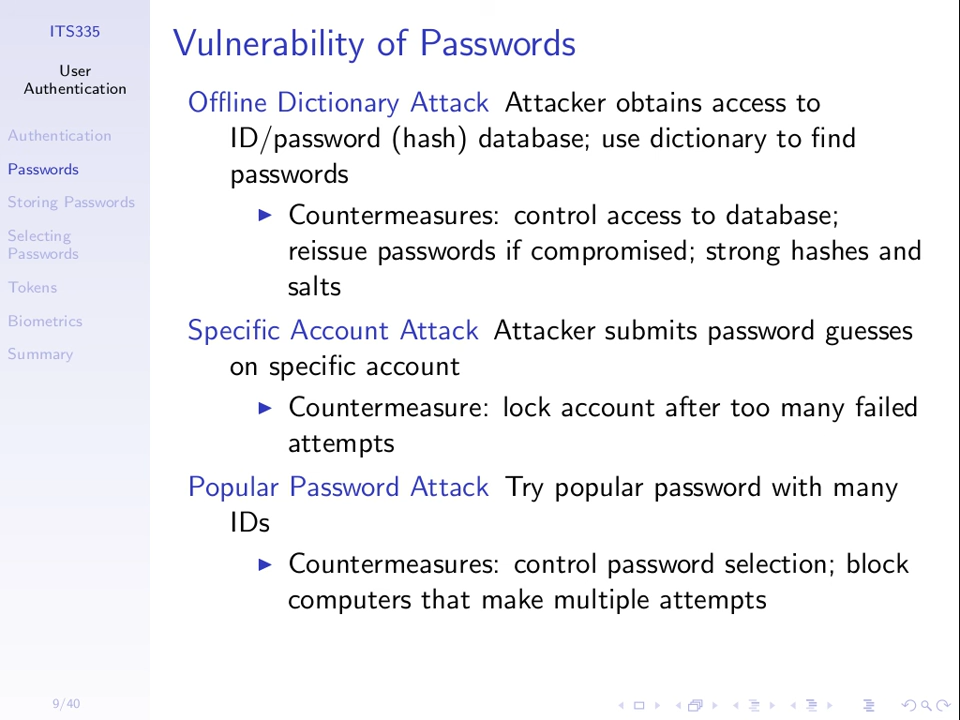 ITS335
User
Authentication
Authentication
Passwords
Storing Passwords
Selecting
Passwords
Tokens
Biometrics
Summary
9/40
Vulnerability of Passwords
Offline Dictionary Attack Attacker obtains access to
ID/password (hash) database; use dictionary to find
passwords
Countermeasures: control access to database;
reissue passwords if compromised; strong hashes and
salts
Specific Account Attack Attacker submits password guesses
on specific account
Countermeasure: lock account after too many failed
attempts
Popular Password Attack Try popular password with many
IDs
Countermeasures: control password selection; block
computers that make multiple attempts